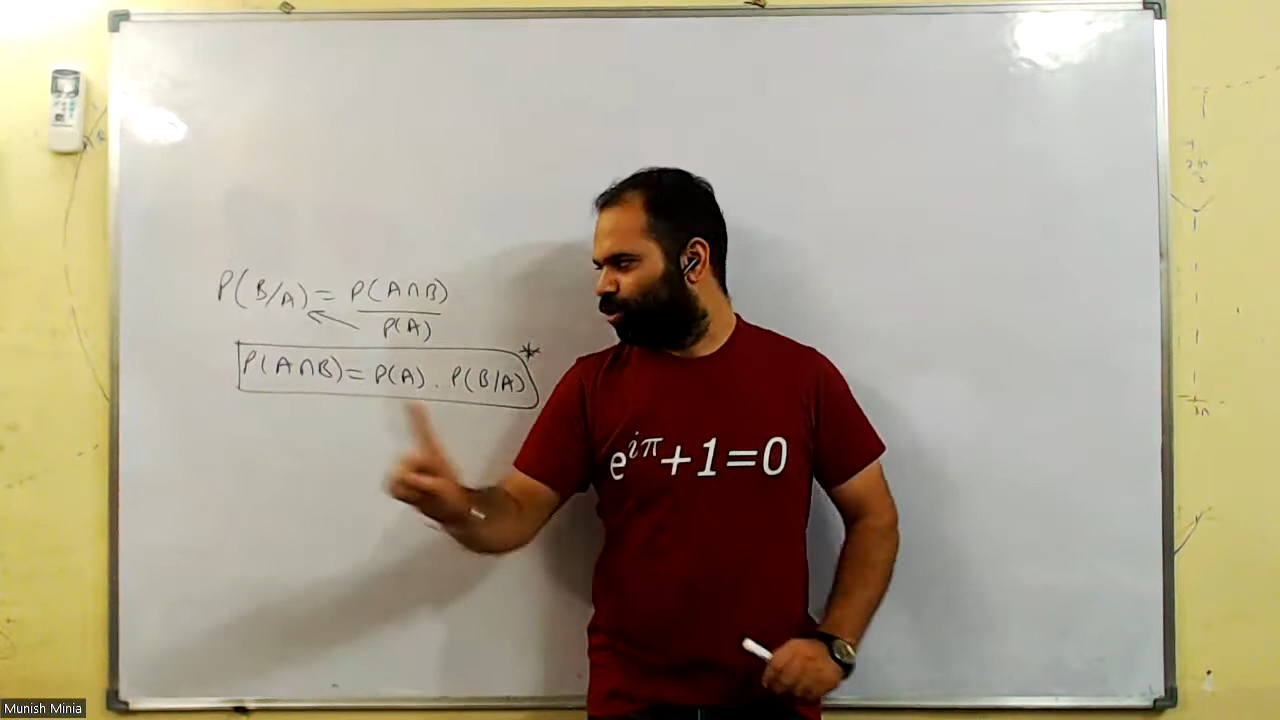 P(B/A) = P(A∩B)
P(A)
P(A∩B) = P(A) . P(B/A) *
e^{iπ}+1=0
Munish Minia